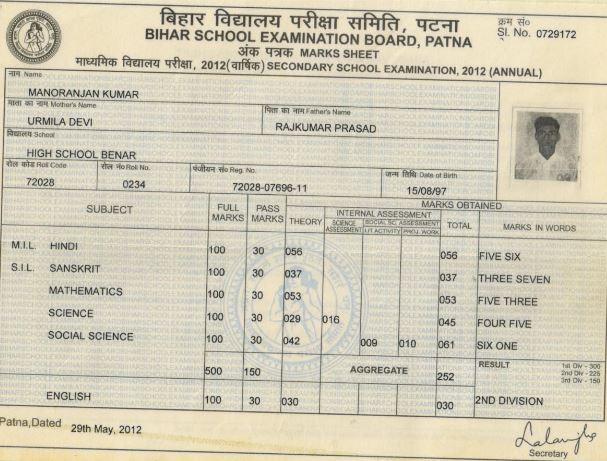 बिहार विद्यालय परीक्षा समिति, पटना
क्रम सं०
BIHAR SCHOOL EXAMINATION BOARD, PATNA
Sl. No. 0729172
अंक पत्रक MARKS SHEET
माध्यमिक विद्यालय परीक्षा, 2012(वार्षिक) SECONDARY SCHOOL EXAMINATION, 2012 (ANNUAL)
नाम Name
MANORANJAN KUMAR
माता का नाम Mother's Name
पिता का नाम Father's Name
URMILA DEVI
RAJKUMAR PRASAD
विद्यालय School
HIGH SCHOOL BENAR
रोल कोड Roll Code
रोल नं० Roll No.
पंजीयन सं० Reg. No.
जन्म तिथि Date of Birth
72028
0234
72028-07696-11
15/08/97
SUBJECT
FULL MARKS
PASS MARKS
MARKS OBTAINED
THEORY
INTERNAL ASSESSMENT
SCIENCE ASSESSMENT
SOCIAL SC. ASSESSMENT
LIT ACTIVITY
PROJ. WORK
TOTAL
MARKS IN WORDS
M.I.L. HINDI 100 30 056 056 FIVE SIX
S.I.L. SANSKRIT 100 30 037 037 THREE SEVEN
MATHEMATICS 100 30 053 053 FIVE THREE
SCIENCE 100 30 029 016 045 FOUR FIVE
SOCIAL SCIENCE 100 30 042 009 010 061 SIX ONE
500 150 AGGREGATE 252 RESULT
1st Div - 300
2nd Div - 225
3rd Div - 150
ENGLISH 100 30 030 030 2ND DIVISION
Patna,Dated 29th May, 2012
Secretary